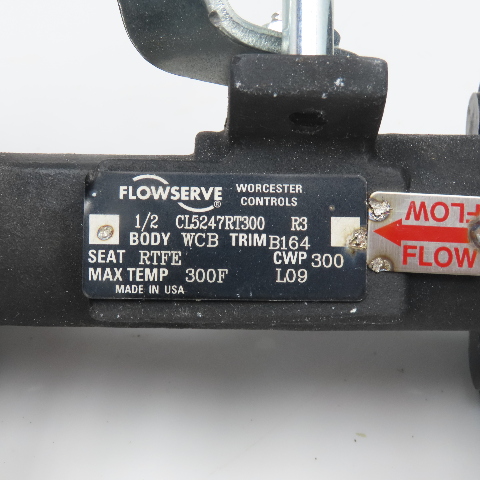 FLOWSERVE ®
WORCESTER
CONTROLS
1/2 CL5247RT300 R3
BODY WCB TRIM B164
SEAT RTFE CWP 300
MAX TEMP 300F L09
MADE IN USA
FLOW
FLOW